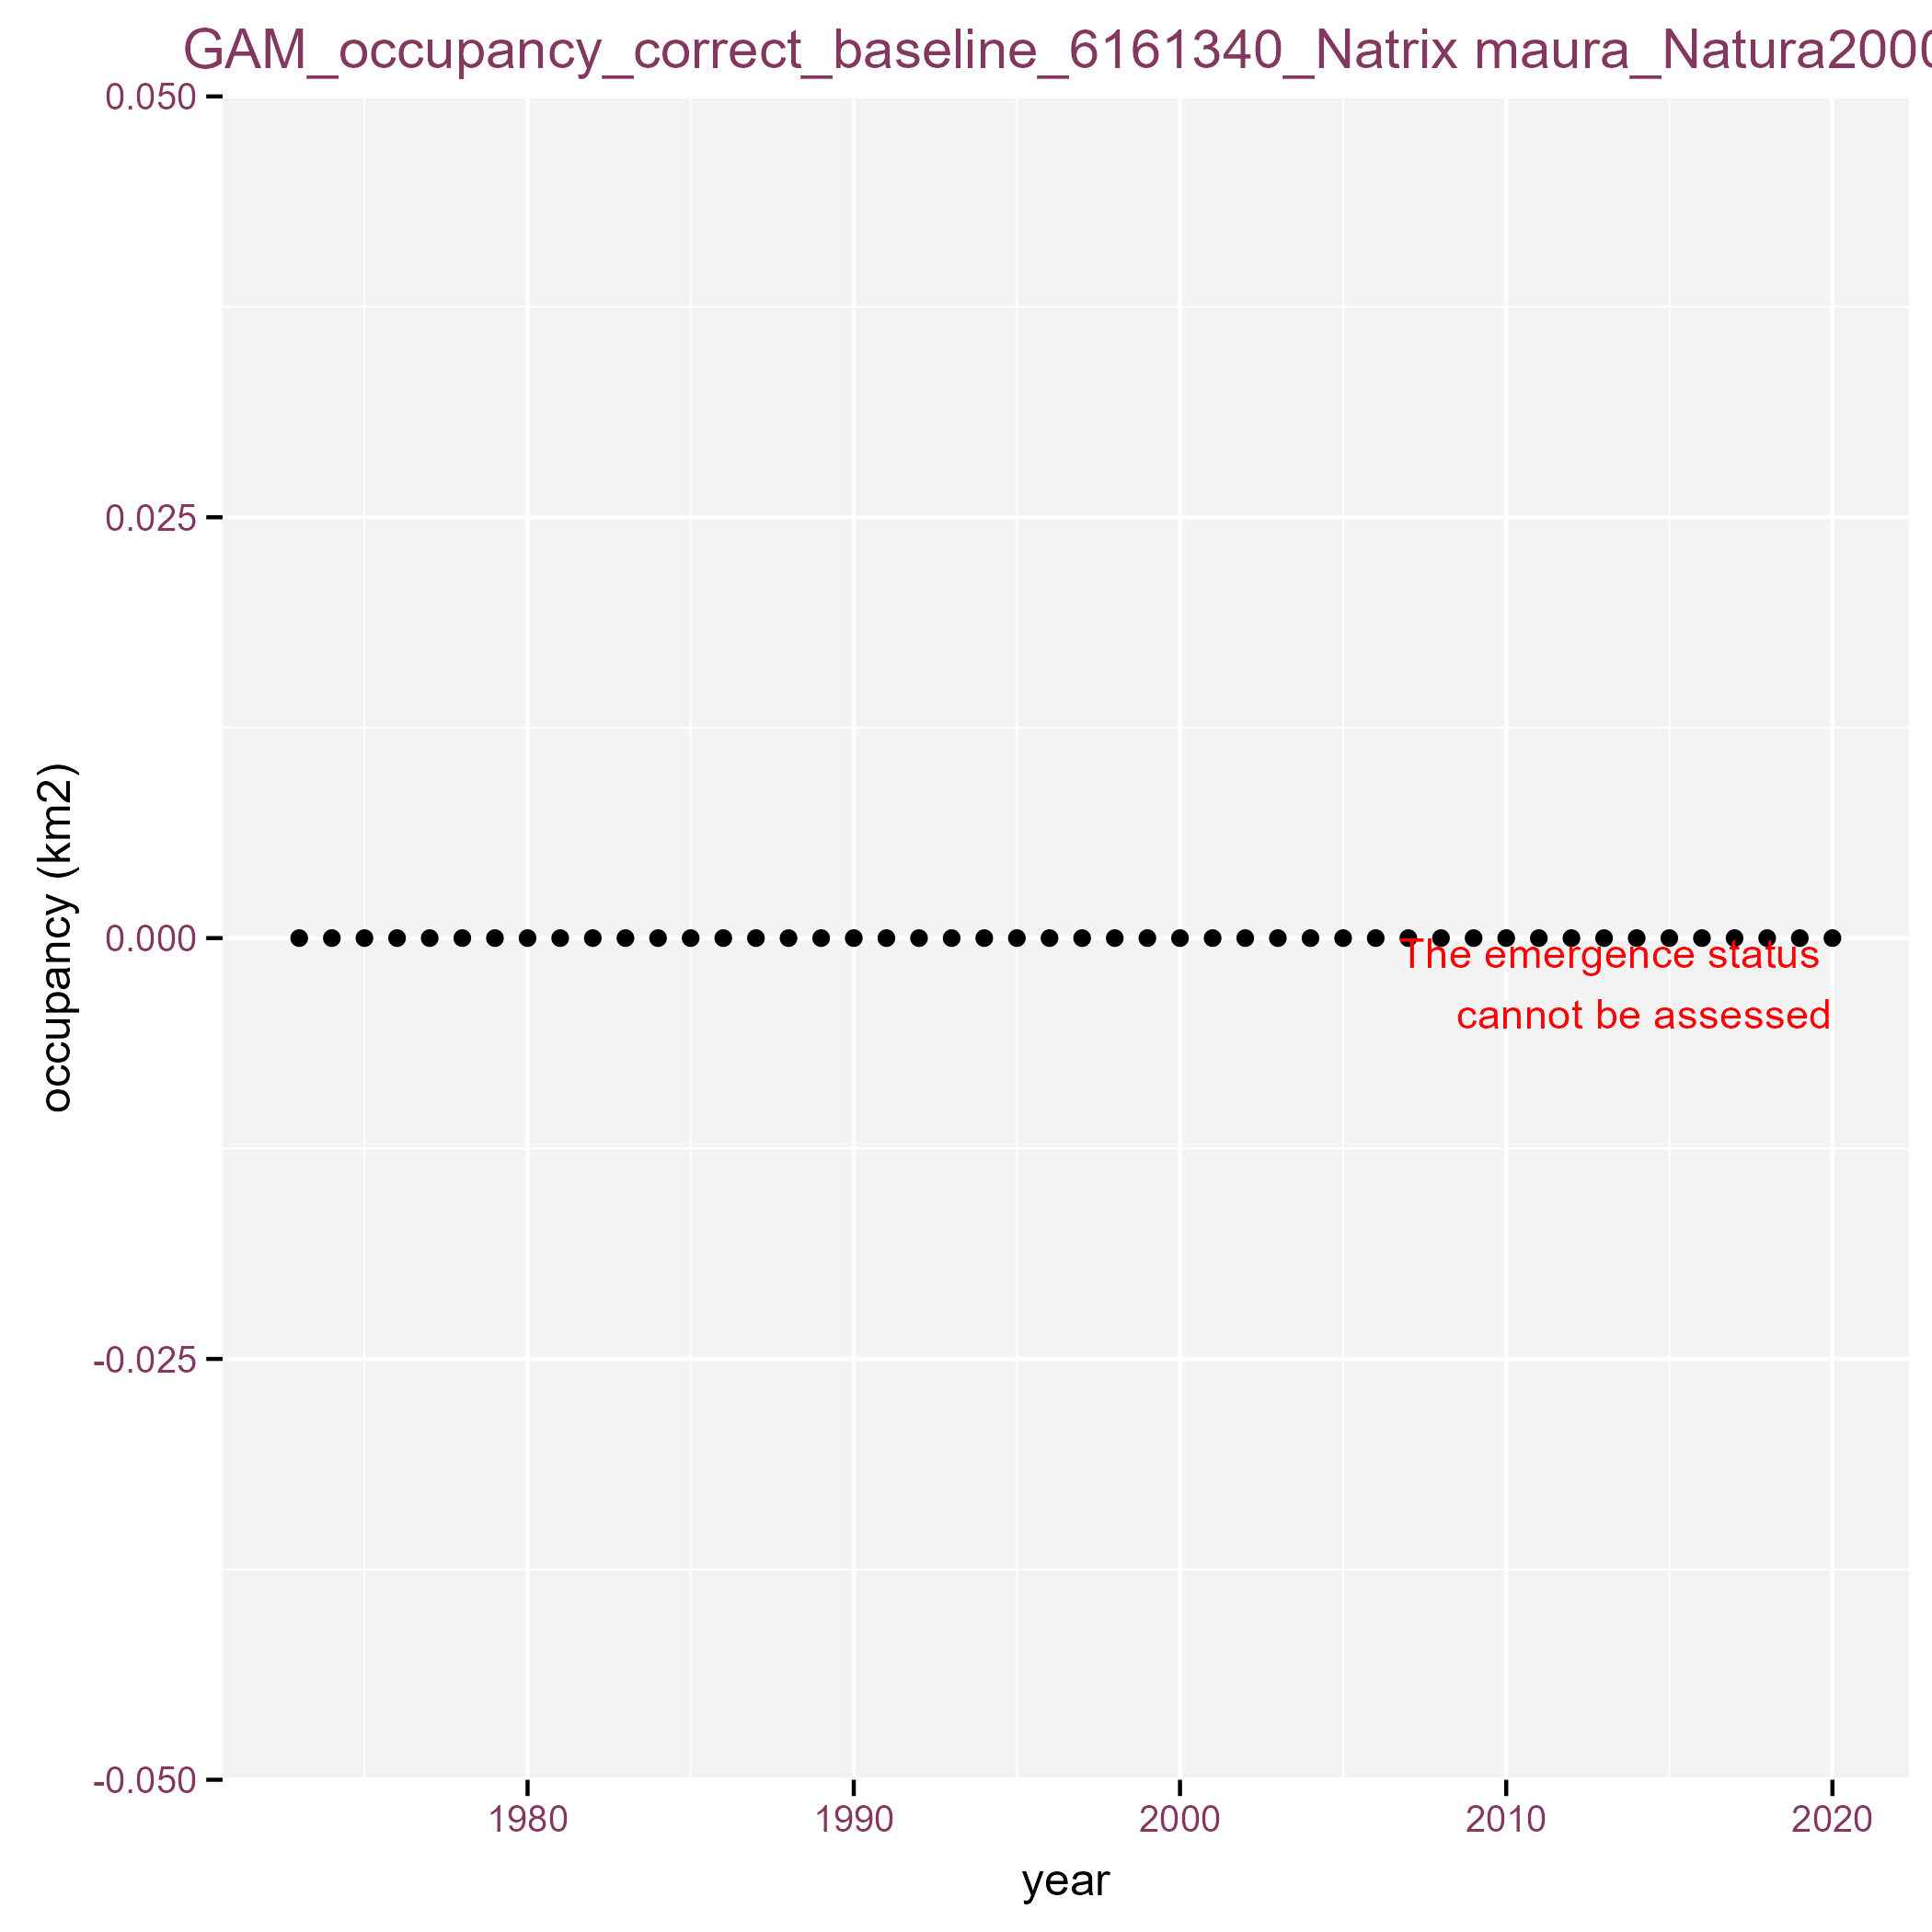 GAM_occupancy_correct_baseline_6161340_Natrix maura_Natura2000
0.050
0.025
0.000
-0.025
-0.050
occupancy (km2)
The emergence status
cannot be assessed
1980 1990 2000 2010 2020
year